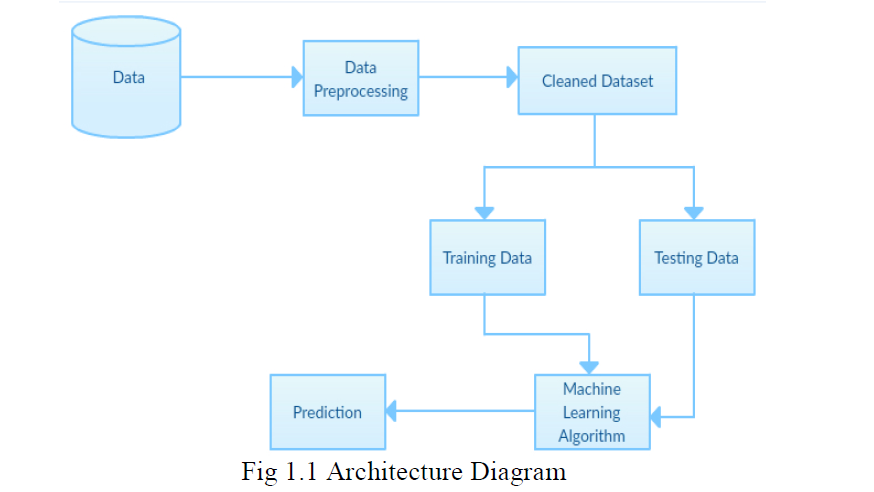 Data
Data
Preprocessing
Cleaned Dataset
Training Data
Testing Data
Machine
Learning
Algorithm
Prediction
Fig 1.1 Architecture Diagram